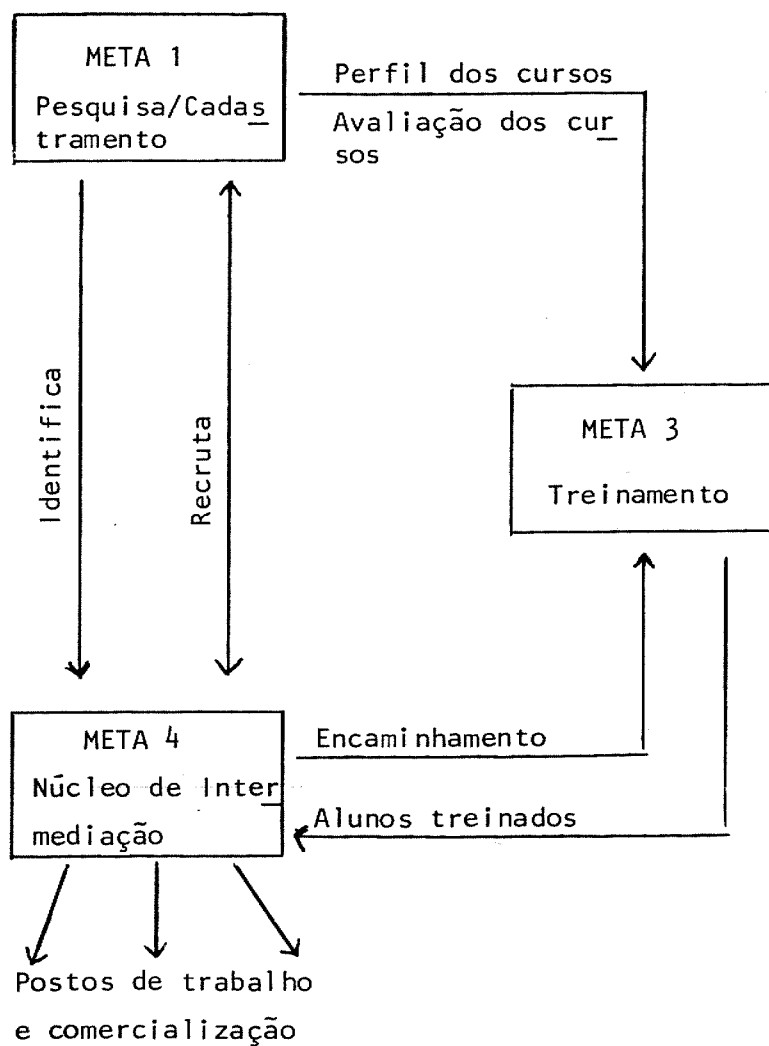 META 1
Pesquisa/Cadas
tramento
Perfil dos cursos
Avaliação dos cur
sos
Identifica
Recruta
META 3
Treinamento
META 4
Núcleo de Inter
mediação
Encaminhamento
Alunos treinados
Postos de trabalho
e comercialização